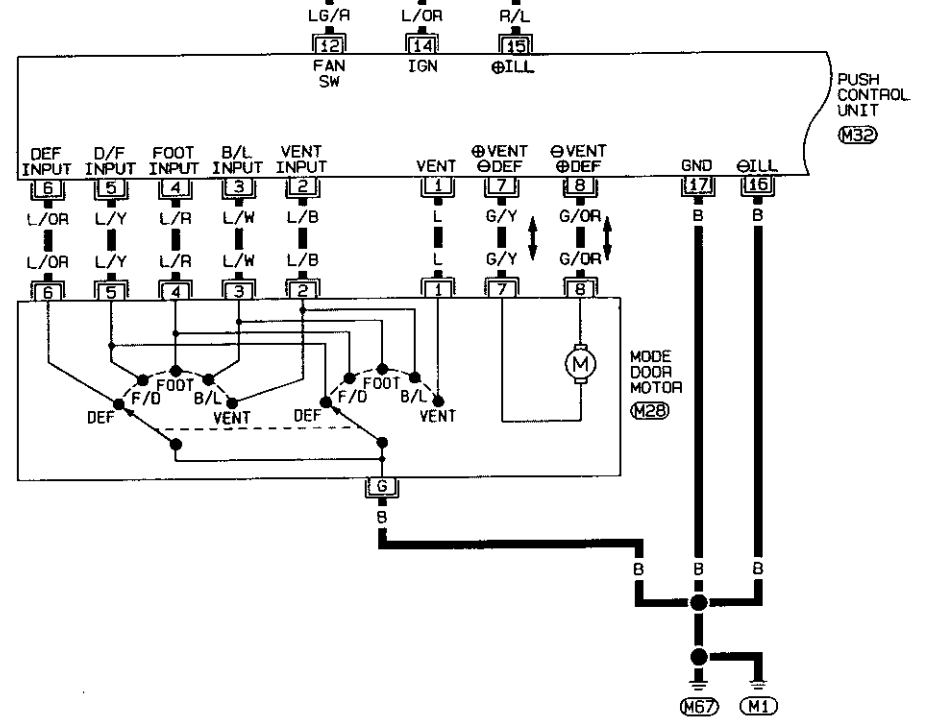 LG/R L/OR R/L
12 14 15
FAN SW IGN ⊕ILL
PUSH CONTROL UNIT
M32
DEF INPUT D/F INPUT FOOT INPUT B/L INPUT VENT INPUT VENT ⊕VENT ⊖DEF ⊖VENT ⊕DEF GND ⊖ILL
6 5 4 3 2 1 7 8 17 16
L/OR L/Y L/R L/W L/B L G/Y G/OR B B
L/OR L/Y L/R L/W L/B L G/Y G/OR
6 5 4 3 2 1 7 8
M
MODE DOOR MOTOR
M28
DEF F/D FOOT B/L VENT DEF F/D FOOT B/L VENT
G
B
B B B
M67 M1